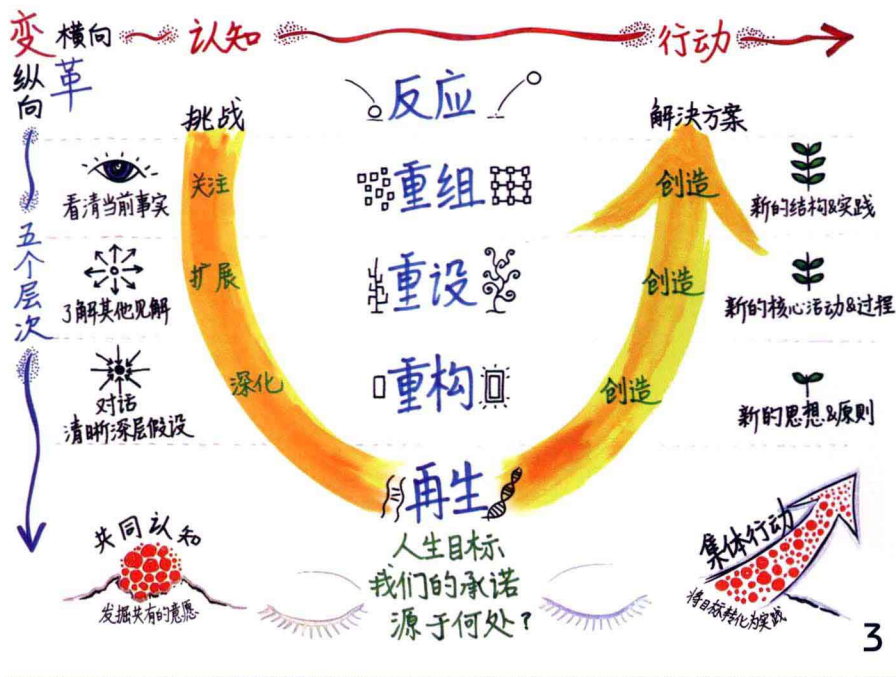 变 横向 认知 行动
纵向 革
挑战 反应 解决方案
关注 重组 创造
看清当前事实 新的结构&实践
五个层次
扩展 重设 创造
了解其他见解 新的核心活动&过程
深化 重构 创造
对话
清晰深层假设 新的思想&原则
再生
共同认知 人生目标 集体行动
我们的承诺
发掘共有的意愿 将目标转化为实践
源于何处?
3